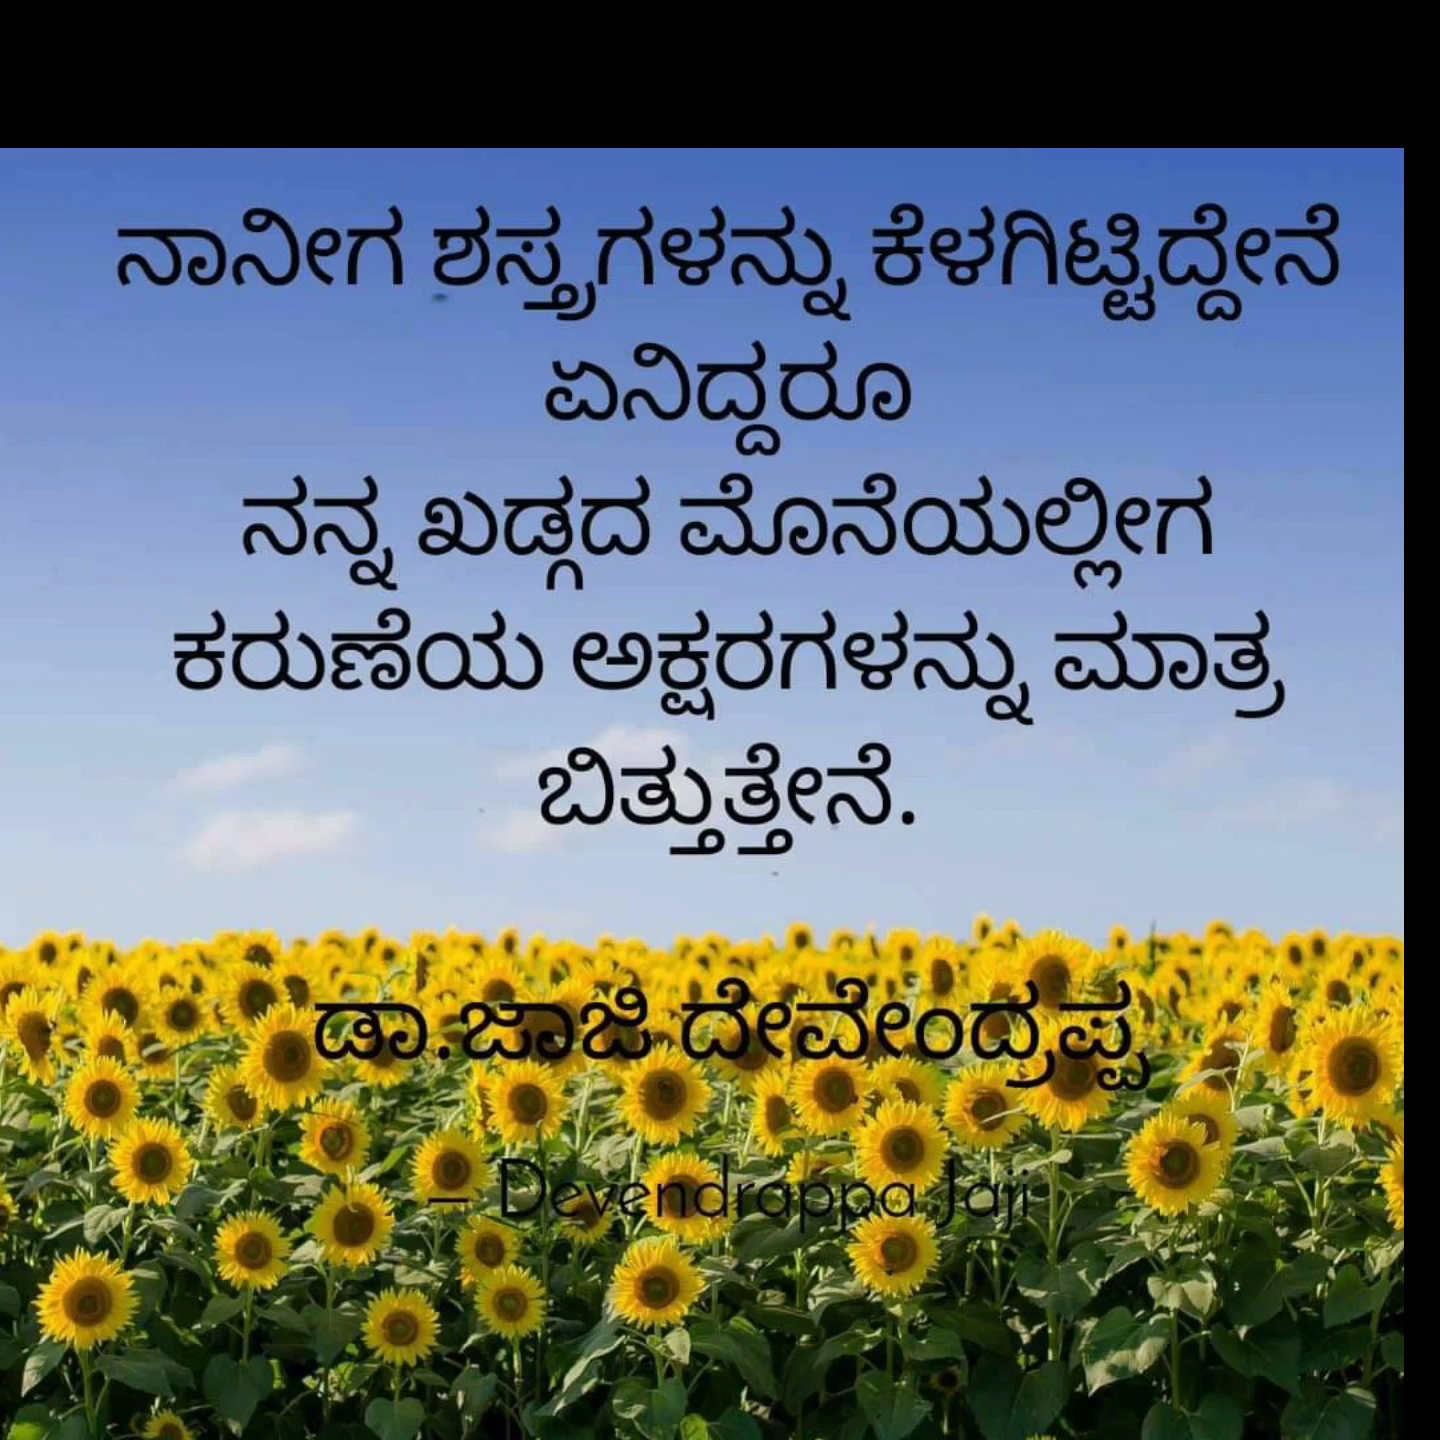 ನಾನೀಗ ಶಸ್ತ್ರಗಳನ್ನು ಕೆಳಗಿಟ್ಟಿದ್ದೇನೆ
ಏನಿದ್ದರೂ
ನನ್ನ ಖಡ್ಗದ ಮೊನೆಯಲ್ಲೀಗ
ಕರುಣೆಯ ಅಕ್ಷರಗಳನ್ನು ಮಾತ್ರ
ಬಿತ್ತುತ್ತೇನೆ.
ಡಾ.ಜಾಜಿ ದೇವೇಂದ್ರಪ್ಪ
– Devendrappa Jaji